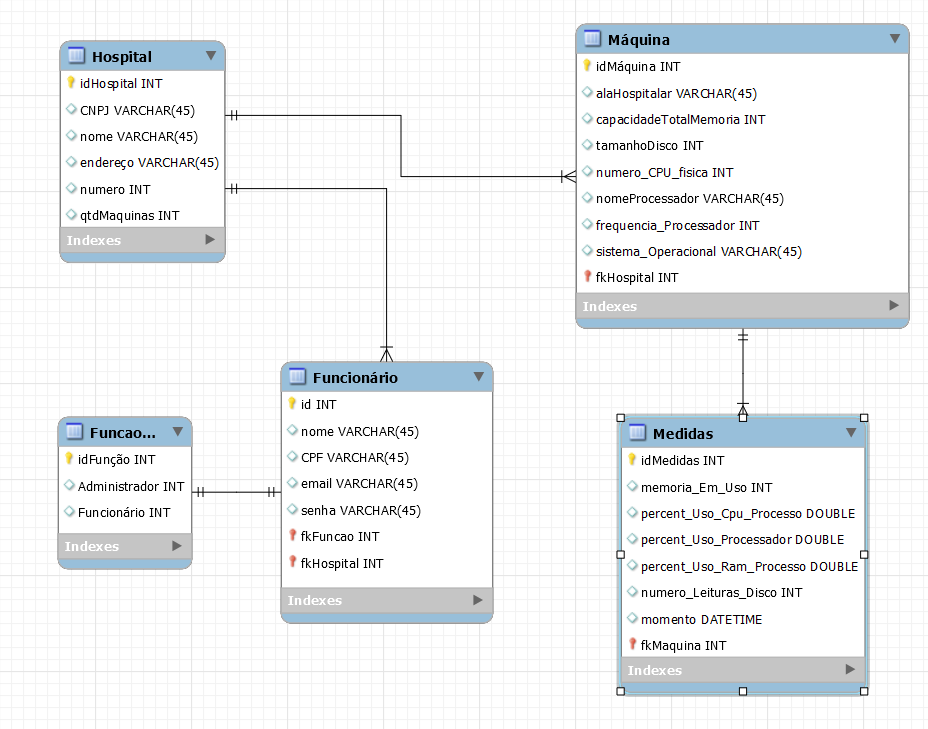 Hospital
idHospital INT
CNPJ VARCHAR(45)
nome VARCHAR(45)
endereço VARCHAR(45)
numero INT
qtdMaquinas INT
Indexes
Máquina
idMáquina INT
alaHospitalar VARCHAR(45)
capacidadeTotalMemoria INT
tamanhoDisco INT
numero_CPU_fisica INT
nomeProcessador VARCHAR(45)
frequencia_Processador INT
sistema_Operacional VARCHAR(45)
fkHospital INT
Indexes
Funcionário
id INT
nome VARCHAR(45)
CPF VARCHAR(45)
email VARCHAR(45)
senha VARCHAR(45)
fkFuncao INT
fkHospital INT
Indexes
Funcao...
idFunção INT
Administrador INT
Funcionário INT
Indexes
Medidas
idMedidas INT
memoria_Em_Uso INT
percent_Uso_Cpu_Processo DOUBLE
percent_Uso_Processador DOUBLE
percent_Uso_Ram_Processo DOUBLE
numero_Leituras_Disco INT
momento DATETIME
fkMaquina INT
Indexes